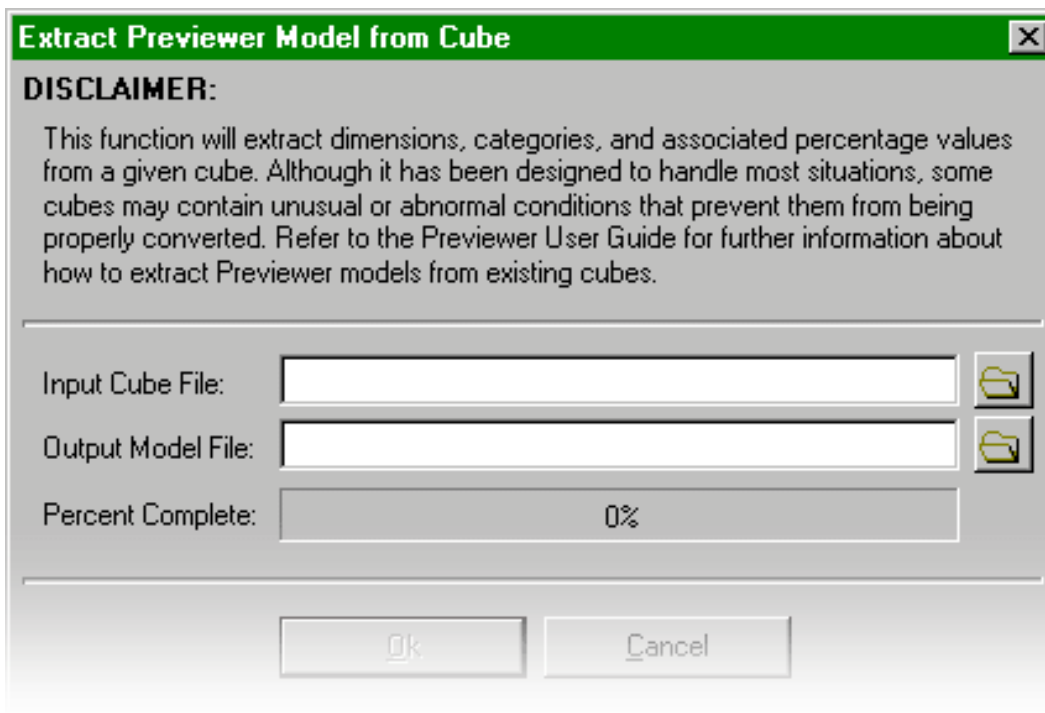 Extract Previewer Model from Cube
DISCLAIMER:
This function will extract dimensions, categories, and associated percentage values
from a given cube. Although it has been designed to handle most situations, some
cubes may contain unusual or abnormal conditions that prevent them from being
properly converted. Refer to the Previewer User Guide for further information about
how to extract Previewer models from existing cubes.
Input Cube File:
Output Model File:
Percent Complete: 0%
Ok Cancel